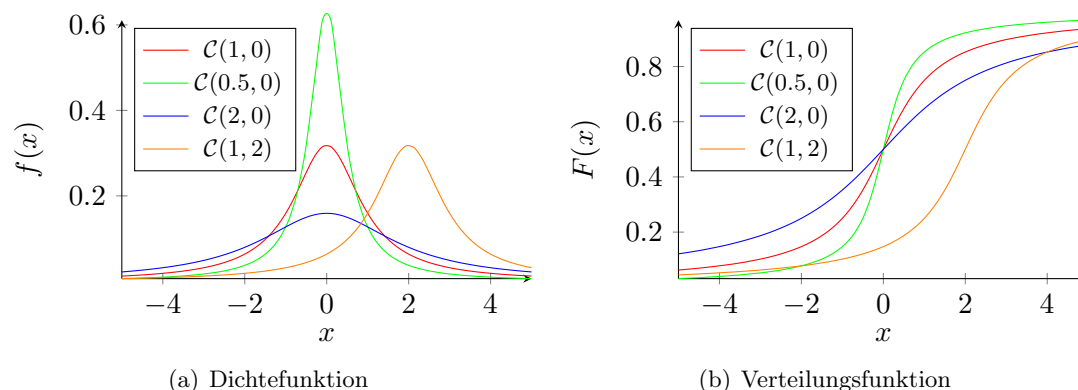 0.6
0.4
0.2
f(x)
C(1, 0)
C(0.5, 0)
C(2, 0)
C(1, 2)
−4 −2 0 2 4
x
(a) Dichtefunktion
0.8
0.6
0.4
0.2
F(x)
C(1, 0)
C(0.5, 0)
C(2, 0)
C(1, 2)
−4 −2 0 2 4
x
(b) Verteilungsfunktion